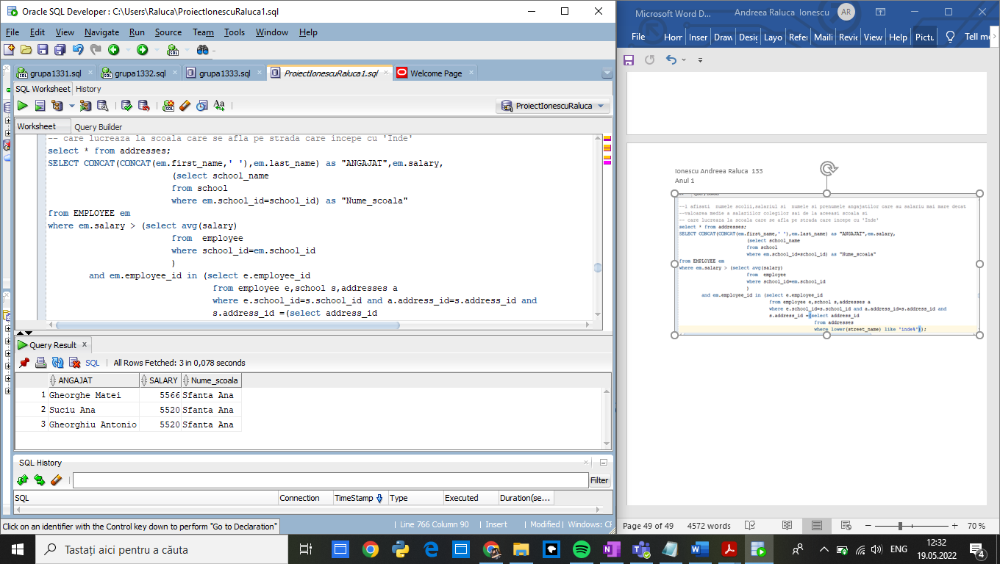 Oracle SQL Developer : C:\Users\Raluca\ProiectIonescuRaluca1.sql
File Edit View Navigate Run Source Team Tools Window Help
grupa1331.sql grupa1332.sql grupa1333.sql ProiectIonescuRaluca1.sql Welcome Page
SQL Worksheet History
ProiectIonescuRaluca
Worksheet Query Builder
-- care lucreaza la scoala care se afla pe strada care incepe cu 'Inde'
select * from addresses;
SELECT CONCAT(CONCAT(em.first_name,' '),em.last_name) as "ANGAJAT",em.salary,
(select school_name
from school
where em.school_id=school_id) as "Nume_scoala"
from EMPLOYEE em
where em.salary > (select avg(salary)
from employee
where school_id=em.school_id
)
and em.employee_id in (select e.employee_id
from employee e,school s,addresses a
where e.school_id=s.school_id and a.address_id=s.address_id and
s.address_id =(select address_id
Query Result x
SQL | All Rows Fetched: 3 in 0,078 seconds
ANGAJAT SALARY Nume_scoala
1 Gheorghe Matei 5566 Sfanta Ana
2 Suciu Ana 5520 Sfanta Ana
3 Gheorghiu Antonio 5520 Sfanta Ana
SQL History
Filter
SQL Connection TimeStamp Type Executed Duration(se...
Click on an identifier with the Control key down to perform "Go to Declaration"
| Line 766 Column 90 | Insert | Modified | Windows: CF
Microsoft Word D... Andreea Raluca Ionescu AR
File Hom Inser Draw Desig Layo Refer Maili Revie View Help Pictu Tell me
Ionescu Andreea Raluca 133
Anul 1
--1 afisati numele scolii,salariul si numele si prenumele angajatilor care au salariu mai mare decat
--valoarea medie a salariilor colegilor sai de la aceeasi scoala si
-- care lucreaza la scoala care se afla pe strada care incepe cu 'Inde'
select * from addresses;
SELECT CONCAT(CONCAT(em.first_name,' '),em.last_name) as "ANGAJAT",em.salary,
(select school_name
from school
where em.school_id=school_id) as "Nume_scoala"
from EMPLOYEE em
where em.salary > (select avg(salary)
from employee
where school_id=em.school_id
)
and em.employee_id in (select e.employee_id
from employee e,school s,addresses a
where e.school_id=s.school_id and a.address_id=s.address_id and
s.address_id =(select address_id
from addresses
where lower(street_name) like 'inde%'));
Page 49 of 49 4572 words 70 %
Tastați aici pentru a căuta
ENG 12:32
19.05.2022
4